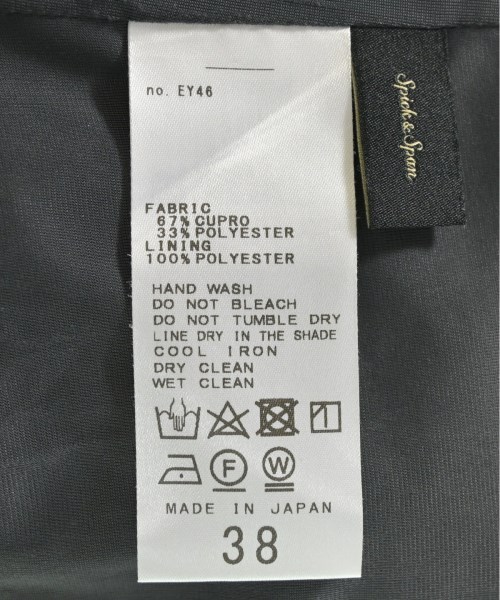 no. EY46
Spick & Span
FABRIC
67% CUPRO
33% POLYESTER
LINING
100% POLYESTER
HAND WASH
DO NOT BLEACH
DO NOT TUMBLE DRY
LINE DRY IN THE SHADE
COOL IRON
DRY CLEAN
WET CLEAN
F W
MADE IN JAPAN
38